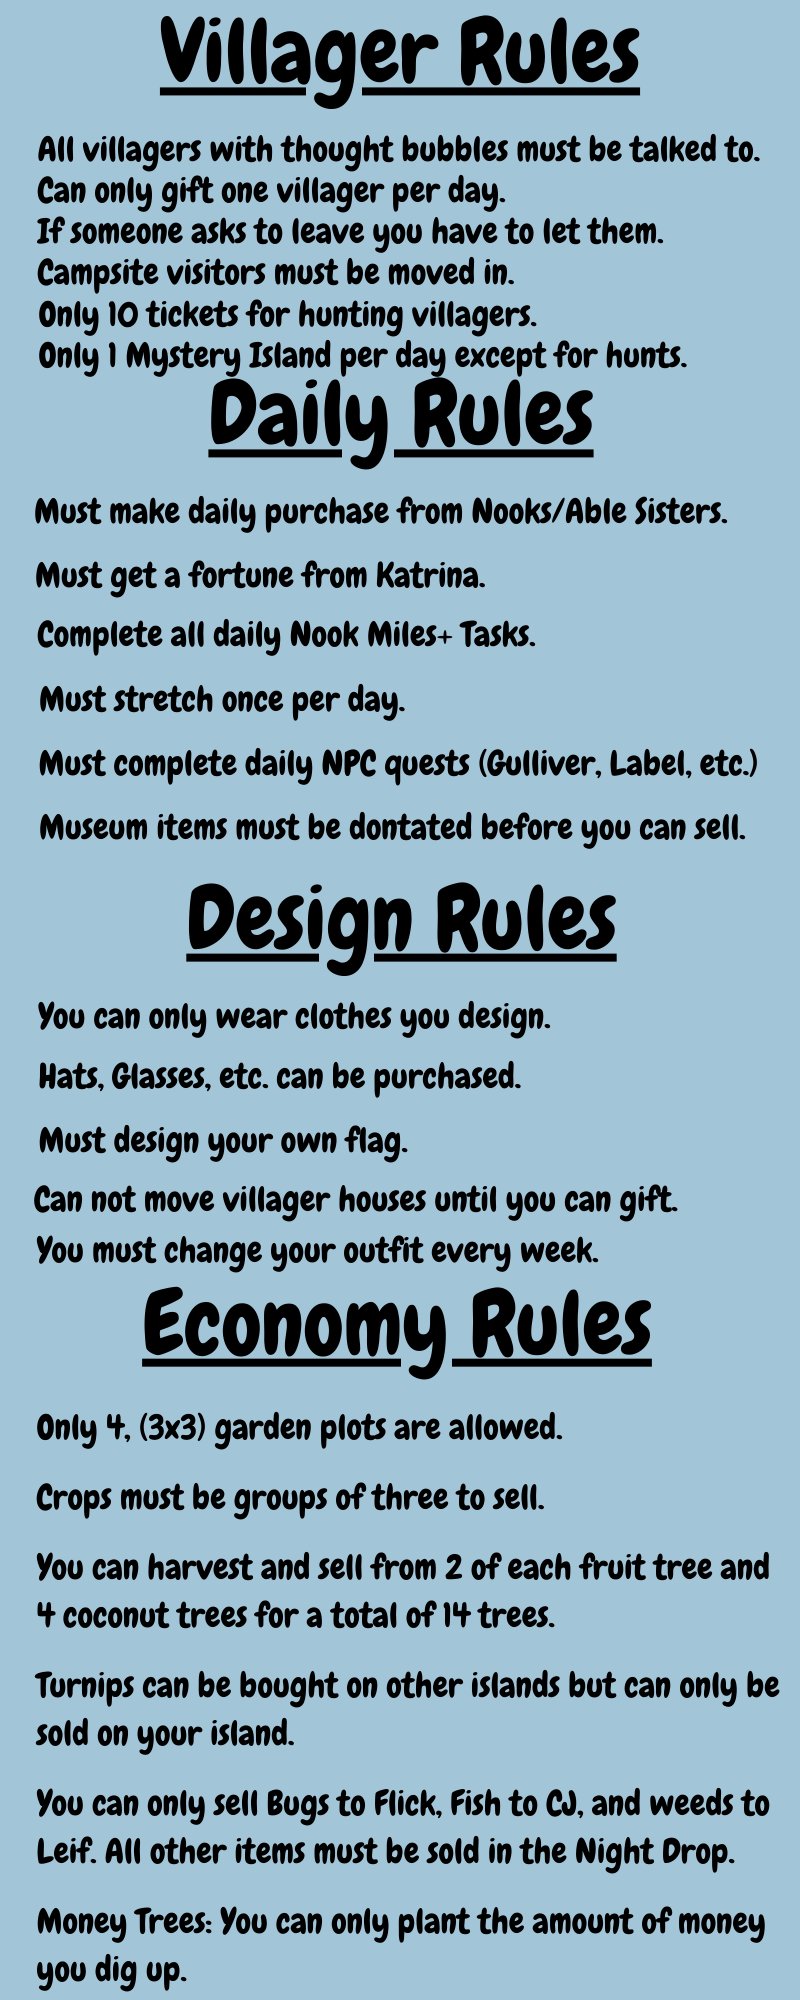 Villager Rules
All villagers with thought bubbles must be talked to.
Can only gift one villager per day.
If someone asks to leave you have to let them.
Campsite visitors must be moved in.
Only 10 tickets for hunting villagers.
Only 1 Mystery Island per day except for hunts.
Daily Rules
Must make daily purchase from Nooks/Able Sisters.
Must get a fortune from Katrina.
Complete all daily Nook Miles+ Tasks.
Must stretch once per day.
Must complete daily NPC quests (Gulliver, Label, etc.)
Museum items must be dontated before you can sell.
Design Rules
You can only wear clothes you design.
Hats, Glasses, etc. can be purchased.
Must design your own flag.
Can not move villager houses until you can gift.
You must change your outfit every week.
Economy Rules
Only 4, (3x3) garden plots are allowed.
Crops must be groups of three to sell.
You can harvest and sell from 2 of each fruit tree and
4 coconut trees for a total of 14 trees.
Turnips can be bought on other islands but can only be
sold on your island.
You can only sell Bugs to Flick, Fish to CJ, and weeds to
Leif. All other items must be sold in the Night Drop.
Money Trees: You can only plant the amount of money
you dig up.